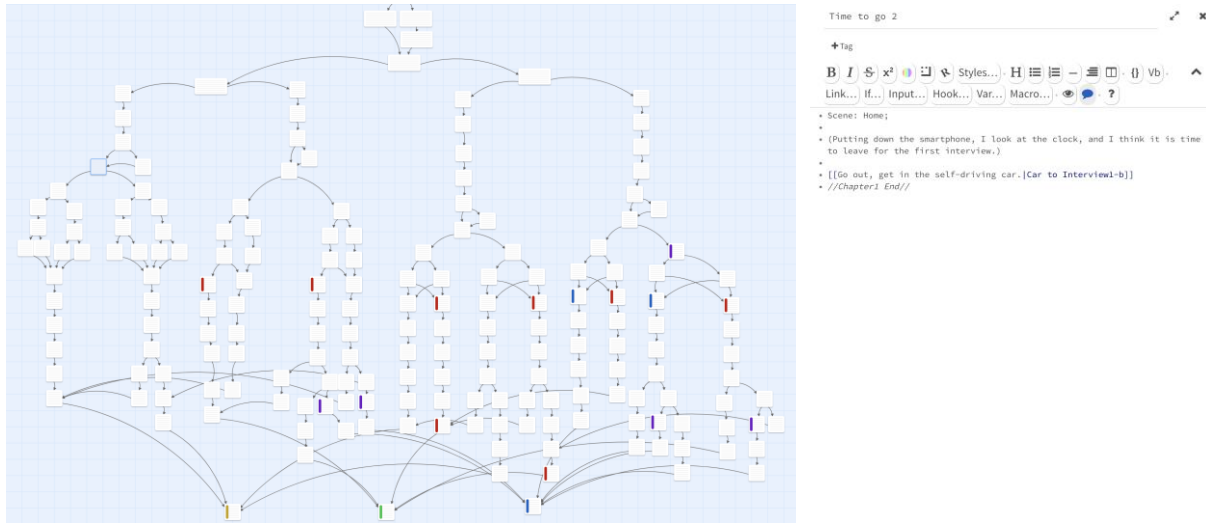 Time to go 2
+Tag
B I S x² Styles... H {} Vb
Link... If... Input... Hook... Var... Macro... ?
Scene: Home;
(Putting down the smartphone, I look at the clock, and I think it is time
to leave for the first interview.)
[[Go out, get in the self-driving car.|Car to Interview1-b]]
//Chapter1 End//